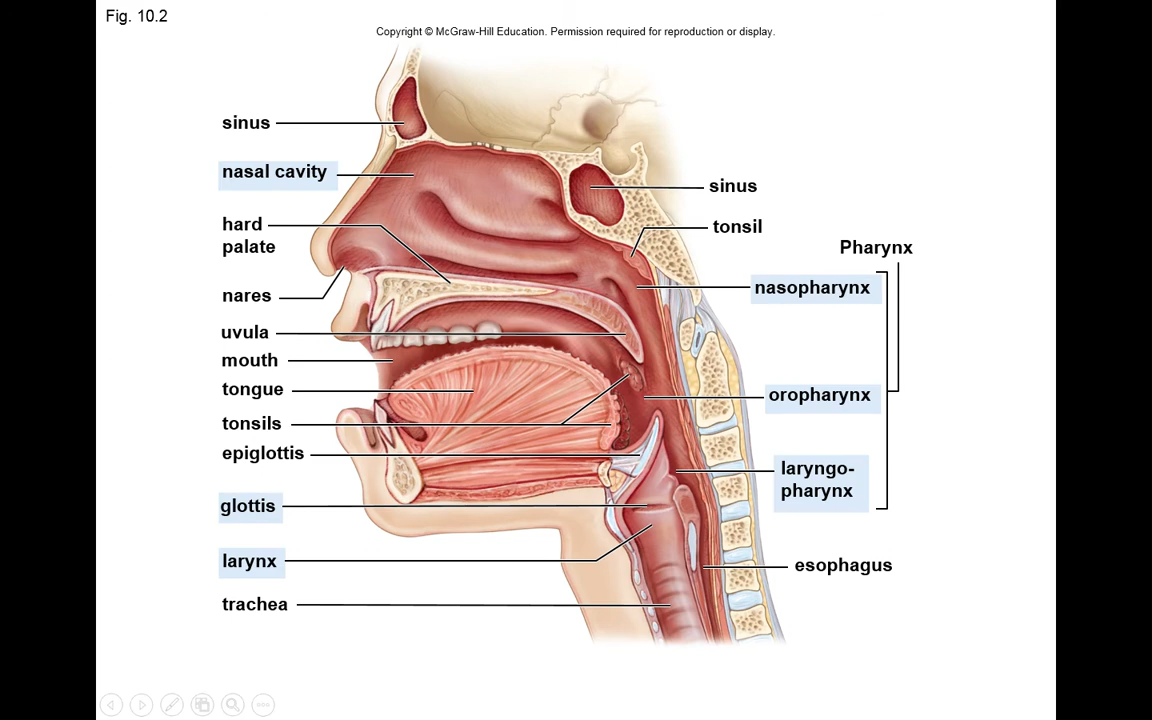 Fig. 10.2
Copyright © McGraw-Hill Education. Permission required for reproduction or display.
sinus
nasal cavity
hard
palate
nares
uvula
mouth
tongue
tonsils
epiglottis
glottis
larynx
trachea
sinus
tonsil
Pharynx
nasopharynx
oropharynx
laryngo-
pharynx
esophagus